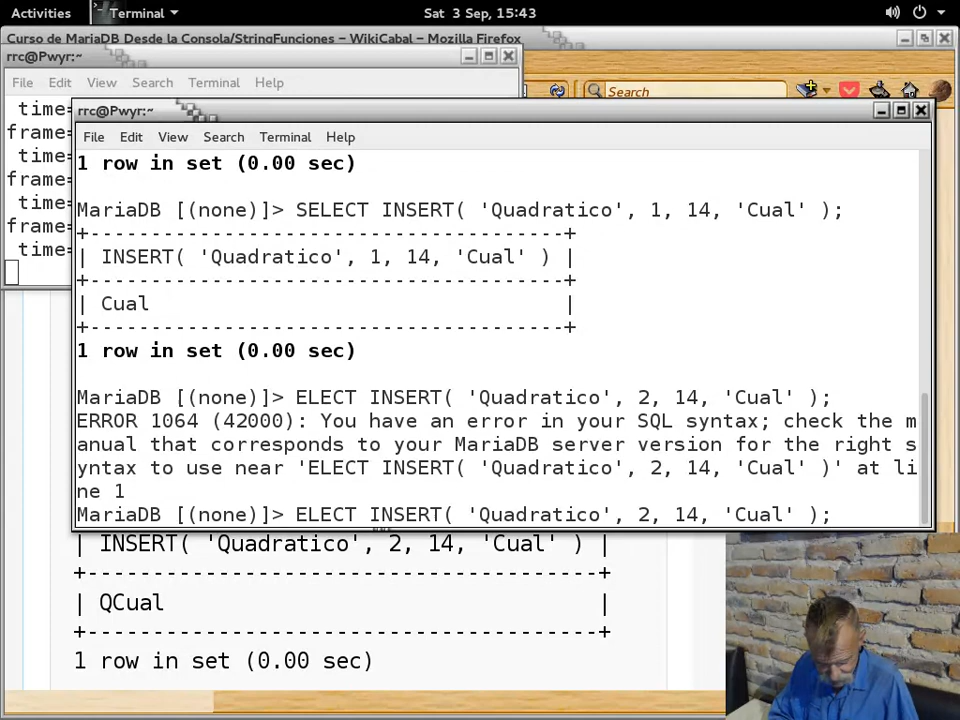 Activities Terminal Sat 3 Sep, 15:43
Curso de MariaDB Desde la Consola/StringFunciones – WikiCabal – Mozilla Firefox
rrc@Pwyr:~
File Edit View Search Terminal Help
Search
time=
frame=
time=
frame=
time=
frame=
time=
rrc@Pwyr:~
File Edit View Search Terminal Help
1 row in set (0.00 sec)
MariaDB [(none)]> SELECT INSERT( 'Quadratico', 1, 14, 'Cual' );
+---------------------------------------+
| INSERT( 'Quadratico', 1, 14, 'Cual' ) |
+---------------------------------------+
| Cual                                  |
+---------------------------------------+
1 row in set (0.00 sec)
MariaDB [(none)]> ELECT INSERT( 'Quadratico', 2, 14, 'Cual' );
ERROR 1064 (42000): You have an error in your SQL syntax; check the m
anual that corresponds to your MariaDB server version for the right s
yntax to use near 'ELECT INSERT( 'Quadratico', 2, 14, 'Cual' )' at li
ne 1
MariaDB [(none)]> ELECT INSERT( 'Quadratico', 2, 14, 'Cual' );
| INSERT( 'Quadratico', 2, 14, 'Cual' ) |
+---------------------------------------+
| QCual                                 |
+---------------------------------------+
1 row in set (0.00 sec)